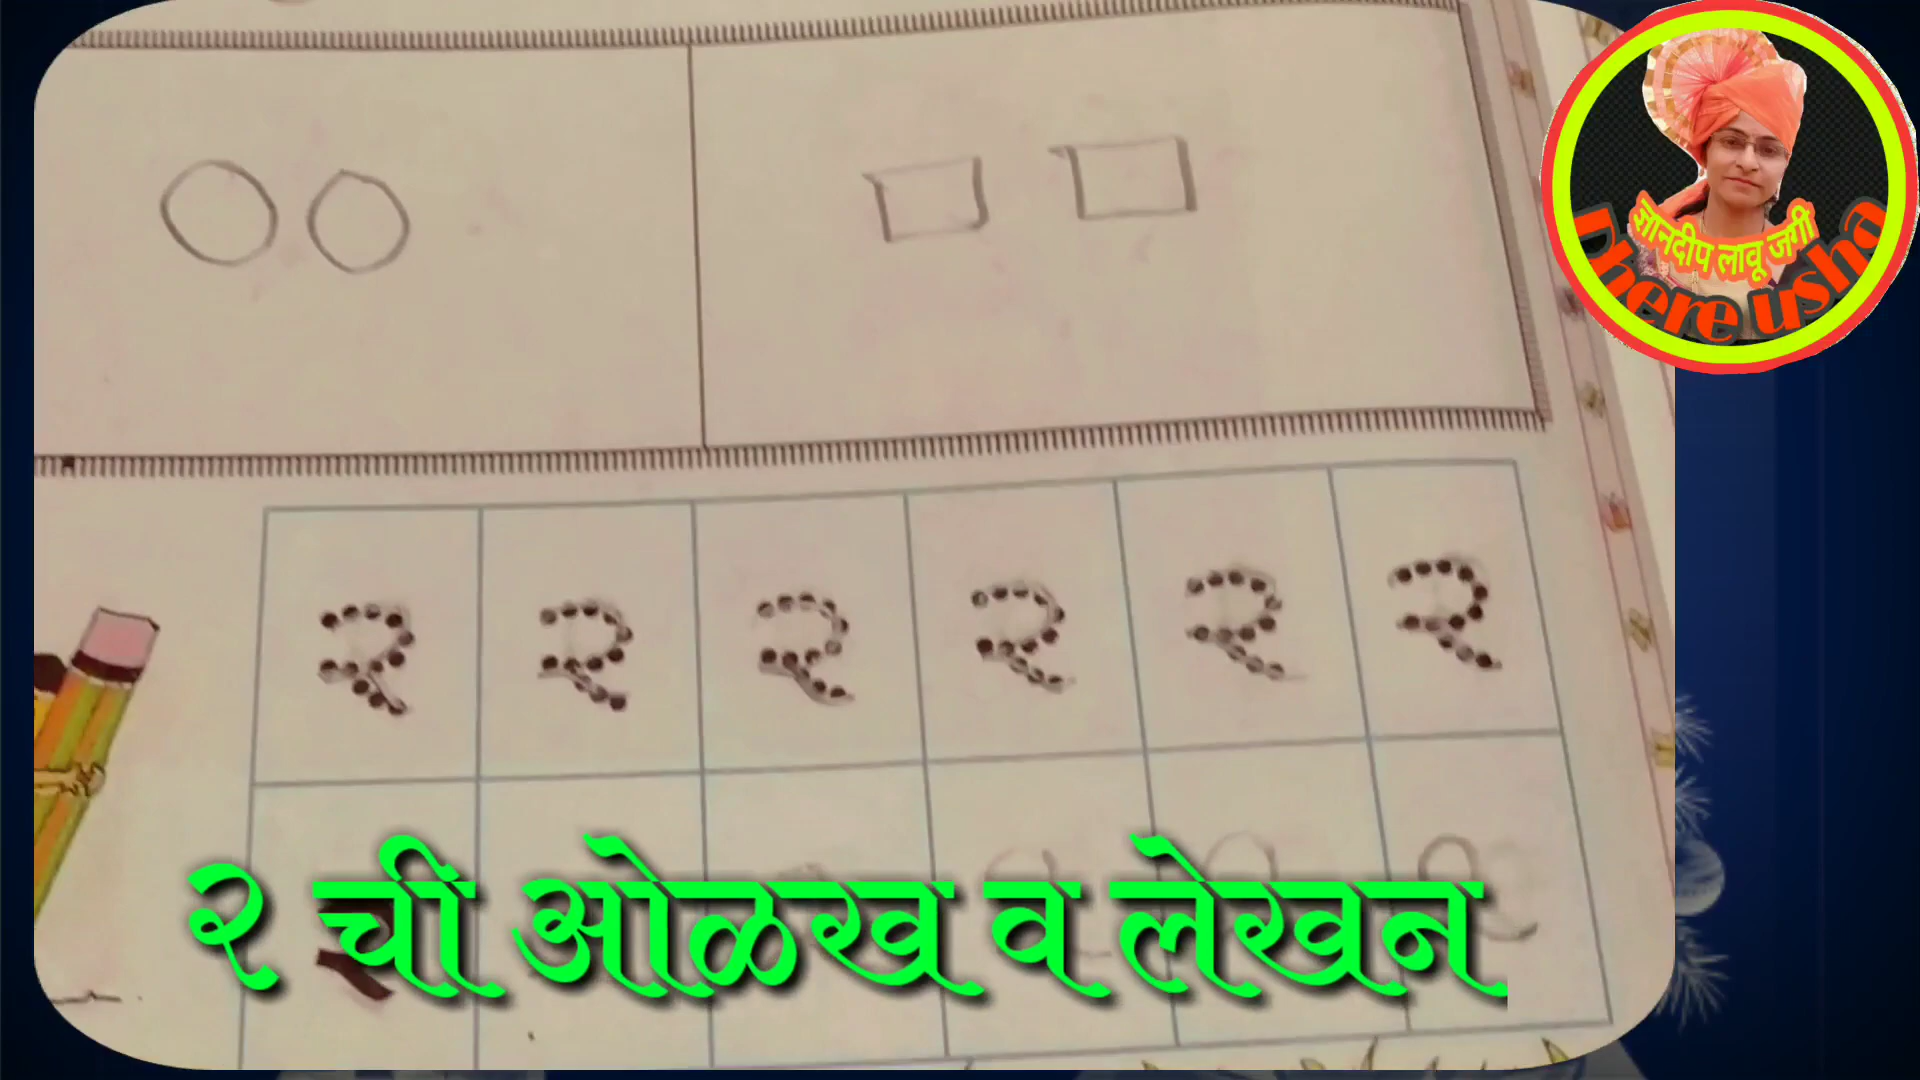 ज्ञानदीप लावू जगी
Dhere usha
२ २ २ २ २ २
२ ची ओळख व लेखन